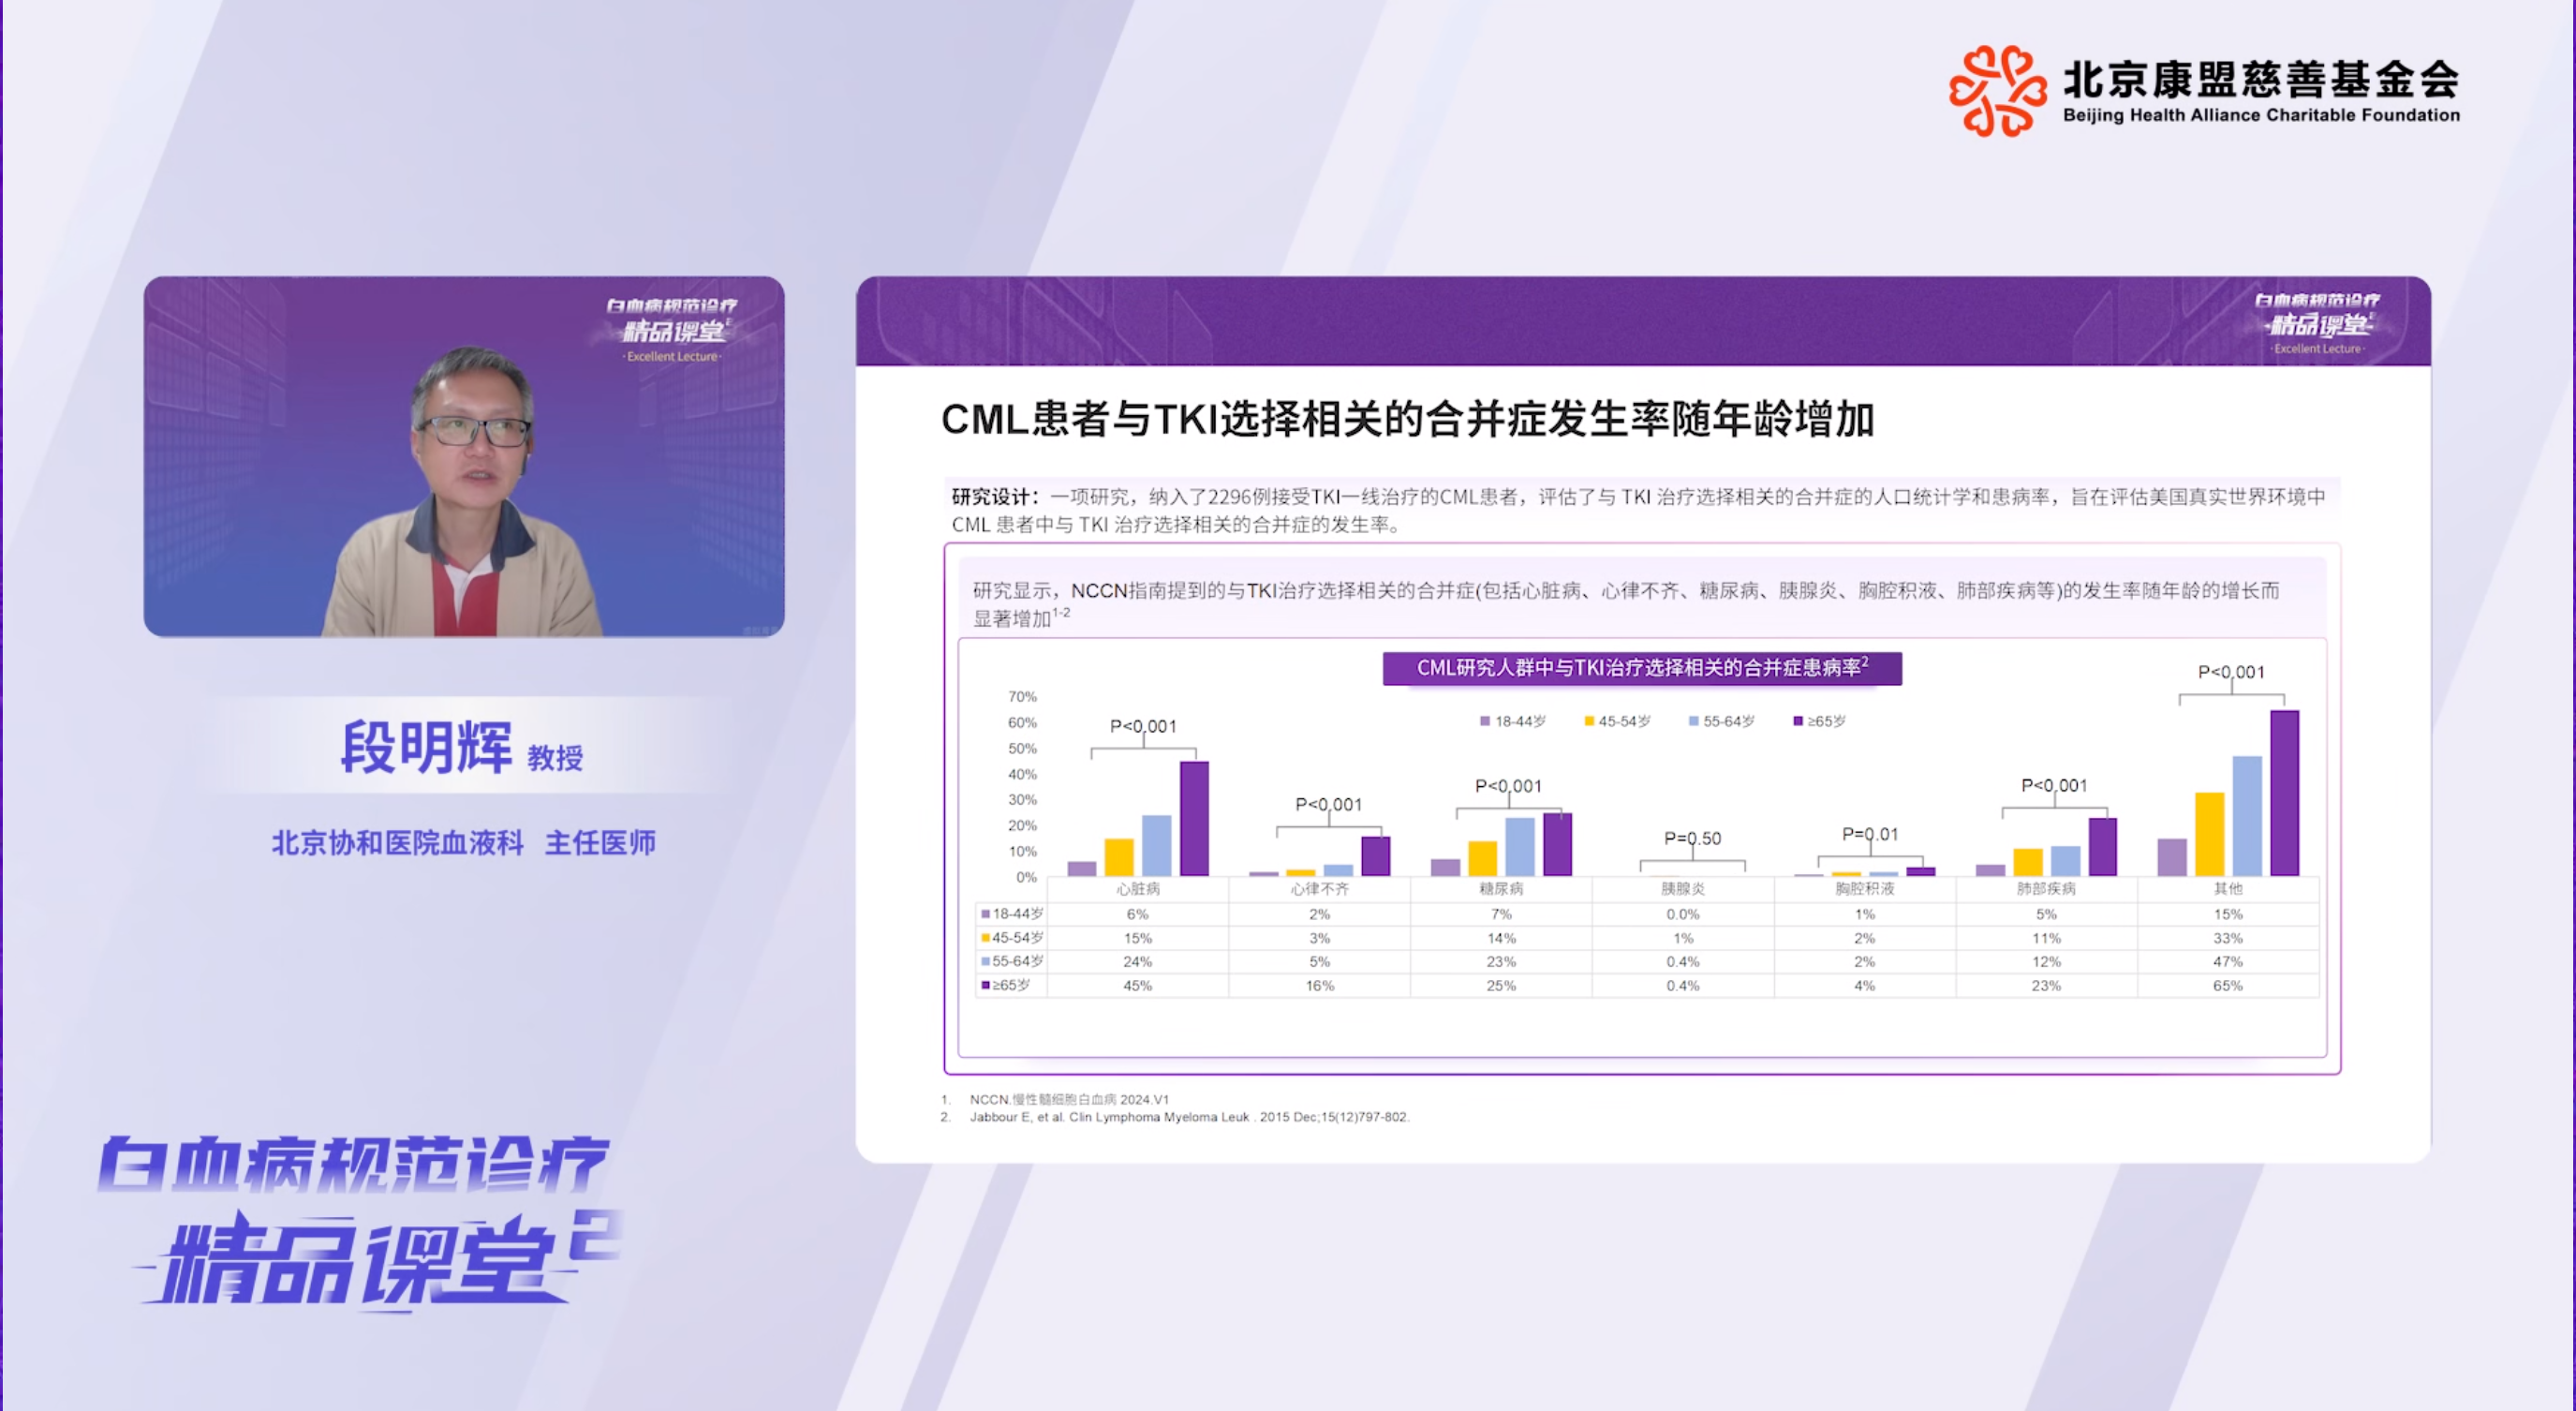 北京康盟慈善基金会
Beijing Health Alliance Charitable Foundation
白血病规范诊疗
精品课堂2
·Excellent Lecture·
段明辉 教授
北京协和医院血液科 主任医师
白血病规范诊疗
精品课堂2
白血病规范诊疗
精品课堂2
·Excellent Lecture·
CML患者与TKI选择相关的合并症发生率随年龄增加
研究设计：一项研究，纳入了2296例接受TKI一线治疗的CML患者，评估了与 TKI 治疗选择相关的合并症的人口统计学和患病率，旨在评估美国真实世界环境中
CML 患者中与 TKI 治疗选择相关的合并症的发生率。
研究显示，NCCN指南提到的与TKI治疗选择相关的合并症(包括心脏病、心律不齐、糖尿病、胰腺炎、胸腔积液、肺部疾病等)的发生率随年龄的增长而
显著增加1-2
CML研究人群中与TKI治疗选择相关的合并症患病率2
18-44岁 45-54岁 55-64岁 ≥65岁
70%
60%
50%
40%
30%
20%
10%
0%
P<0.001 P<0.001 P<0.001 P=0.50 P=0.01 P<0.001 P<0.001
心脏病 心律不齐 糖尿病 胰腺炎 胸腔积液 肺部疾病 其他
18-44岁 6% 2% 7% 0.0% 1% 5% 15%
45-54岁 15% 3% 14% 1% 2% 11% 33%
55-64岁 24% 5% 23% 0.4% 2% 12% 47%
≥65岁 45% 16% 25% 0.4% 4% 23% 65%
1. NCCN.慢性髓细胞白血病 2024.V1
2. Jabbour E, et al. Clin Lymphoma Myeloma Leuk . 2015 Dec;15(12)797-802.